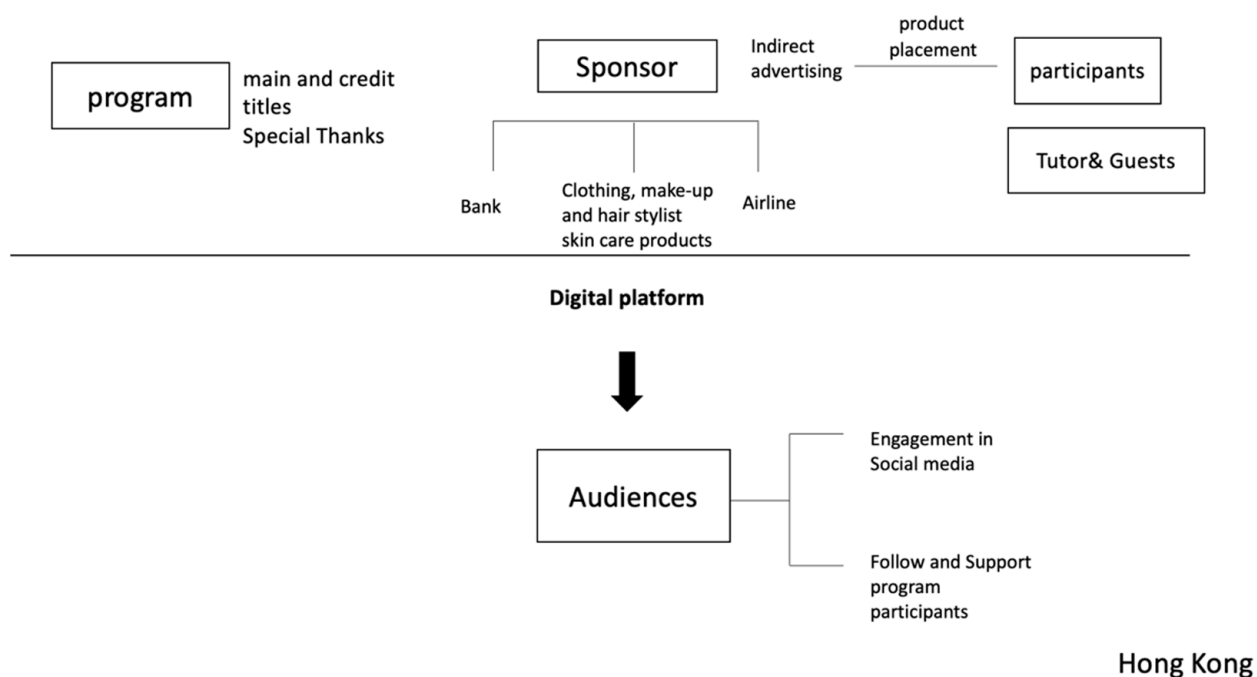 program
main and credit
titles
Special Thanks
Sponsor
Indirect
advertising
product
placement
participants
Tutor& Guests
Bank
Clothing, make-up
and hair stylist
skin care products
Airline
Digital platform
Audiences
Engagement in
Social media
Follow and Support
program
participants
Hong Kong